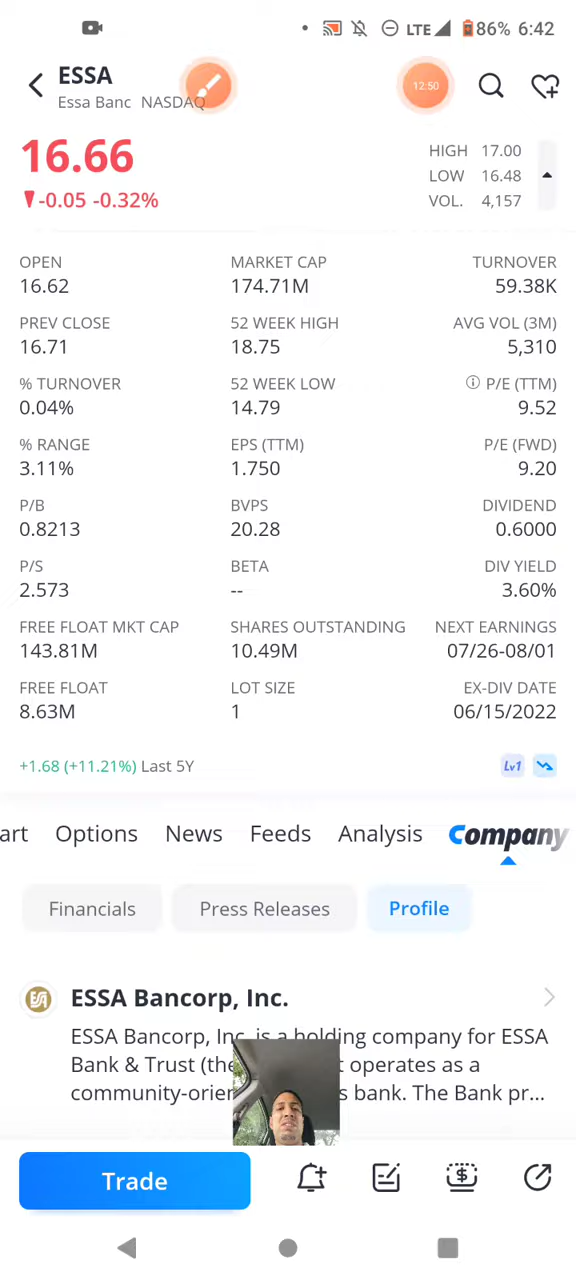 LTE 86% 6:42
ESSA
Essa Banc NASDAQ
12:50
16.66
-0.05 -0.32%
HIGH 17.00
LOW 16.48
VOL. 4,157
OPEN MARKET CAP TURNOVER
16.62 174.71M 59.38K
PREV CLOSE 52 WEEK HIGH AVG VOL (3M)
16.71 18.75 5,310
% TURNOVER 52 WEEK LOW P/E (TTM)
0.04% 14.79 9.52
% RANGE EPS (TTM) P/E (FWD)
3.11% 1.750 9.20
P/B BVPS DIVIDEND
0.8213 20.28 0.6000
P/S BETA DIV YIELD
2.573 -- 3.60%
FREE FLOAT MKT CAP SHARES OUTSTANDING NEXT EARNINGS
143.81M 10.49M 07/26-08/01
FREE FLOAT LOT SIZE EX-DIV DATE
8.63M 1 06/15/2022
+1.68 (+11.21%) Last 5Y Lv1
art Options News Feeds Analysis Company
Financials Press Releases Profile
ESSA Bancorp, Inc.
ESSA Bancorp, Inc. is a holding company for ESSA
Bank & Trust (the t operates as a
community-orien s bank. The Bank pr...
Trade